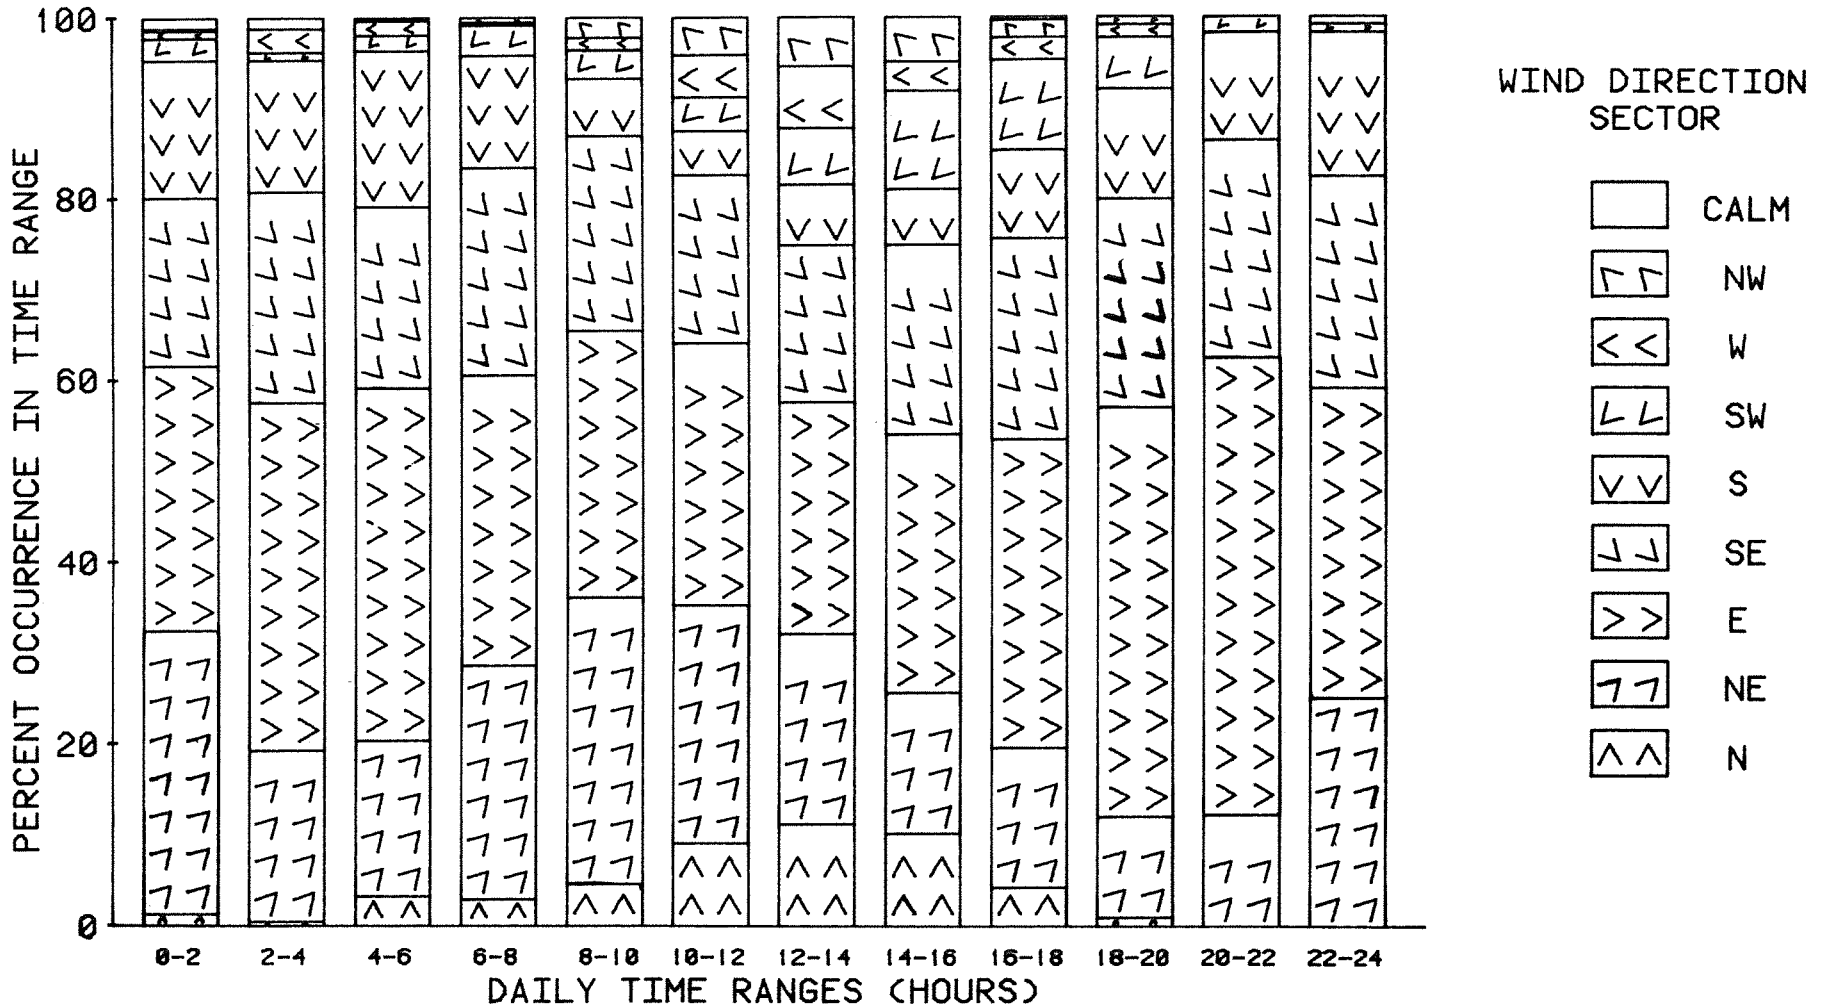 PERCENT OCCURRENCE IN TIME RANGE
100
80
60
40
20
0
0-2 2-4 4-6 6-8 8-10 10-12 12-14 14-16 16-18 18-20 20-22 22-24
DAILY TIME RANGES (HOURS)
WIND DIRECTION
SECTOR
CALM
NW
W
SW
S
SE
E
NE
N